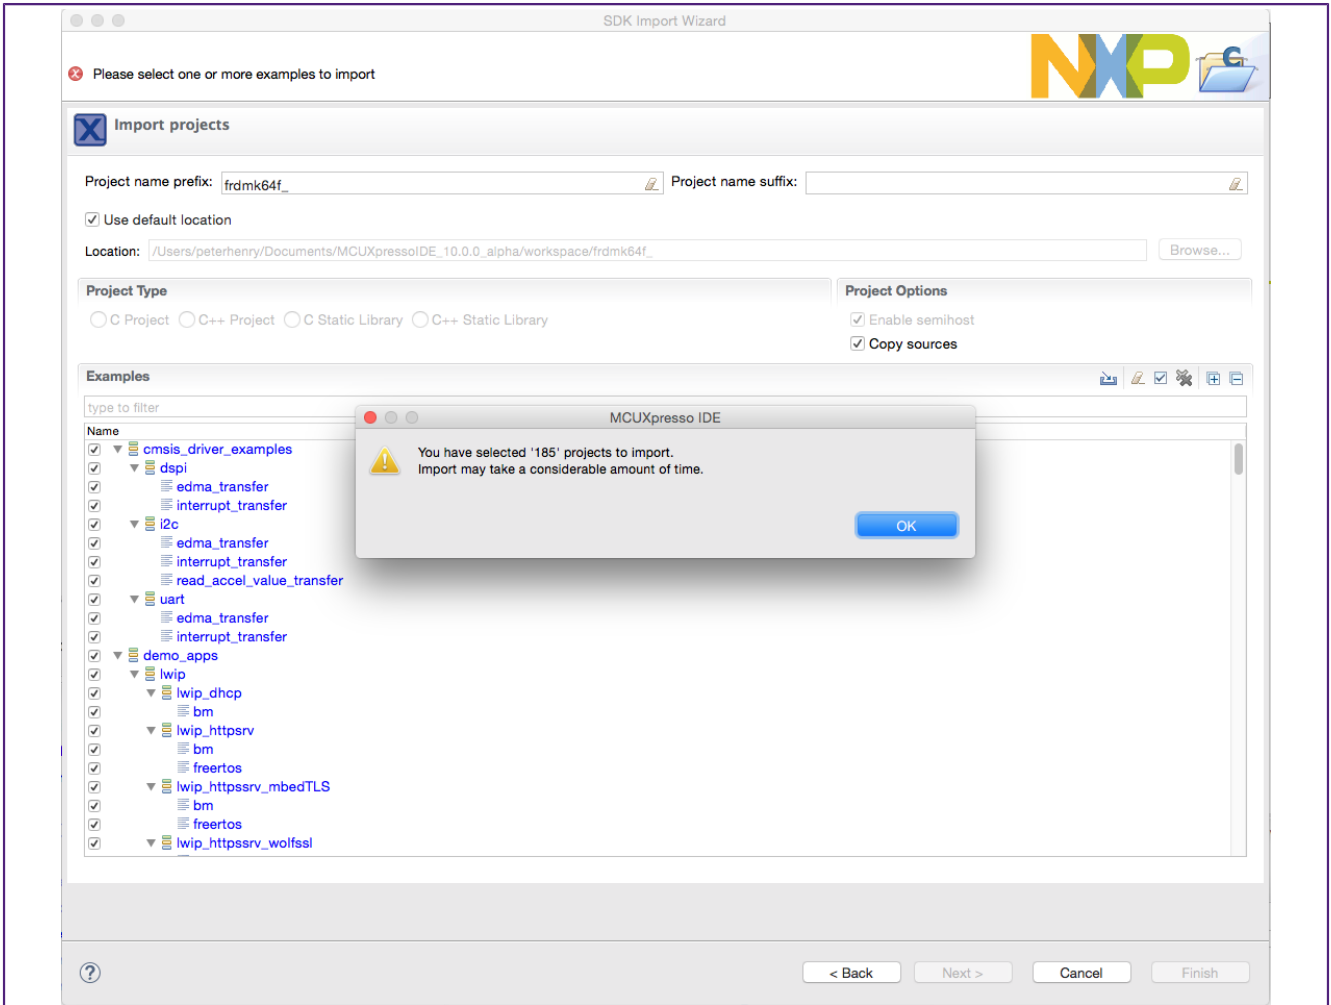 SDK Import Wizard
Please select one or more examples to import
NXP
C
X Import projects
Project name prefix: frdmk64f_ Project name suffix:
Use default location
Location: /Users/peterhenry/Documents/MCUXpressoIDE_10.0.0_alpha/workspace/frdmk64f_ Browse...
Project Type Project Options
C Project C++ Project C Static Library C++ Static Library Enable semihost
Copy sources
Examples
type to filter
MCUXpresso IDE
You have selected '185' projects to import.
Import may take a considerable amount of time.
OK
Name
cmsis_driver_examples
dspi
edma_transfer
interrupt_transfer
i2c
edma_transfer
interrupt_transfer
read_accel_value_transfer
uart
edma_transfer
interrupt_transfer
demo_apps
lwip
lwip_dhcp
bm
lwip_httpsrv
bm
freertos
lwip_httpssrv_mbedTLS
bm
freertos
lwip_httpssrv_wolfssl
? < Back Next > Cancel Finish